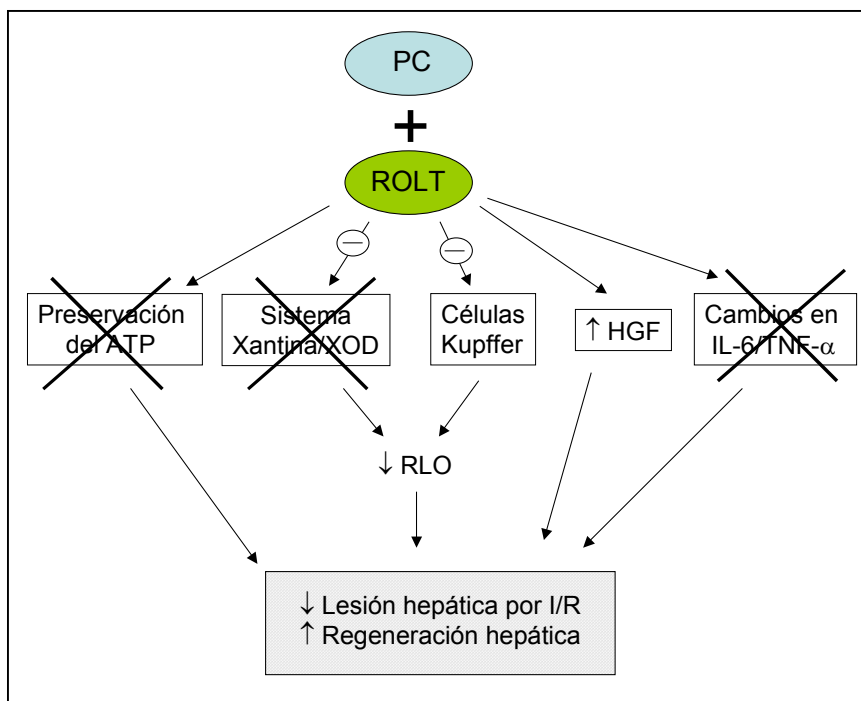 PC
+
ROLT
—
—
Preservación
del ATP
Sistema
Xantina/XOD
Células
Kupffer
↑ HGF
Cambios en
IL-6/TNF-α
↓ RLO
↓ Lesión hepática por I/R
↑ Regeneración hepática